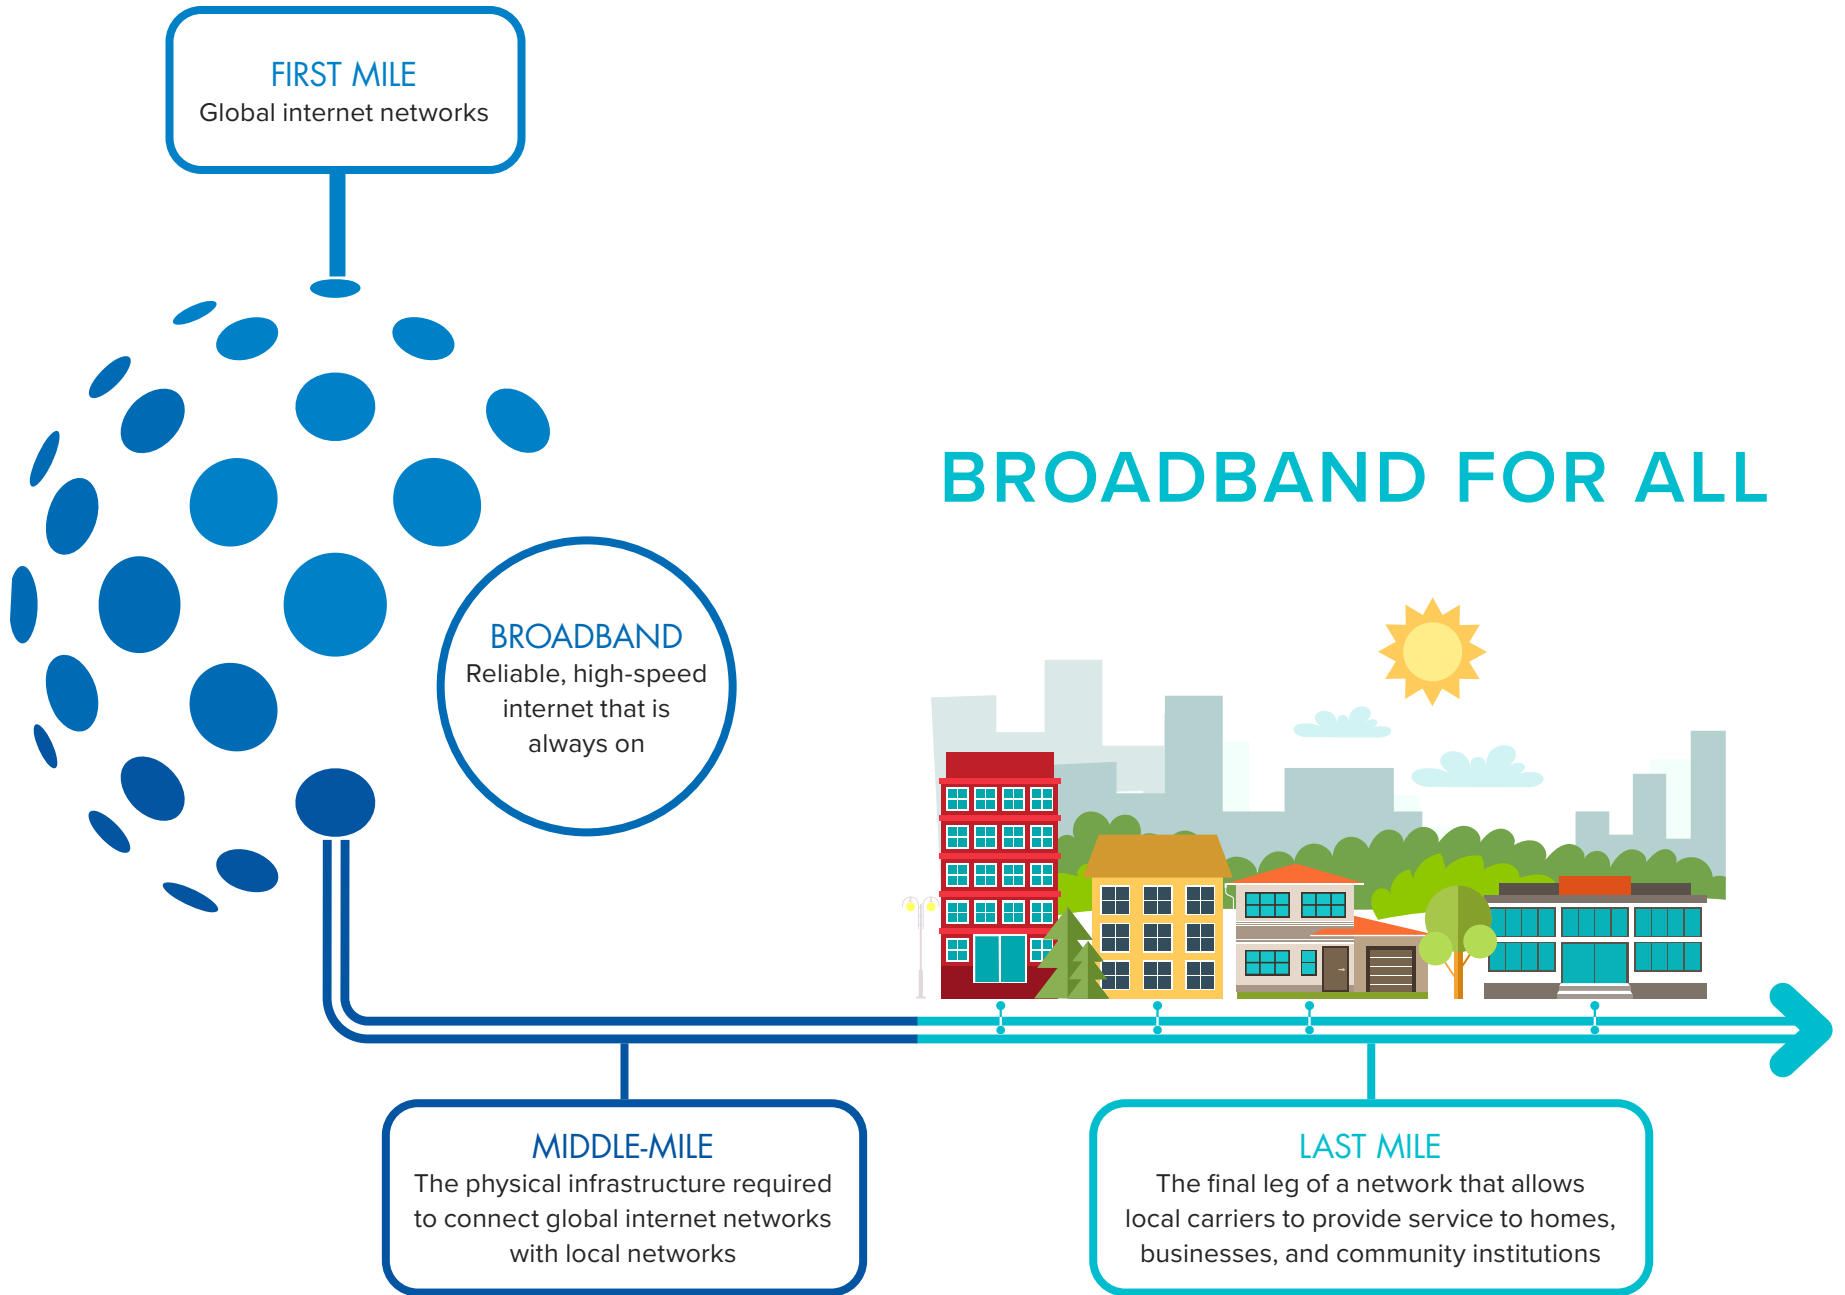 FIRST MILE
Global internet networks
BROADBAND FOR ALL
BROADBAND
Reliable, high-speed
internet that is
always on
MIDDLE-MILE
The physical infrastructure required
to connect global internet networks
with local networks
LAST MILE
The final leg of a network that allows
local carriers to provide service to homes,
businesses, and community institutions